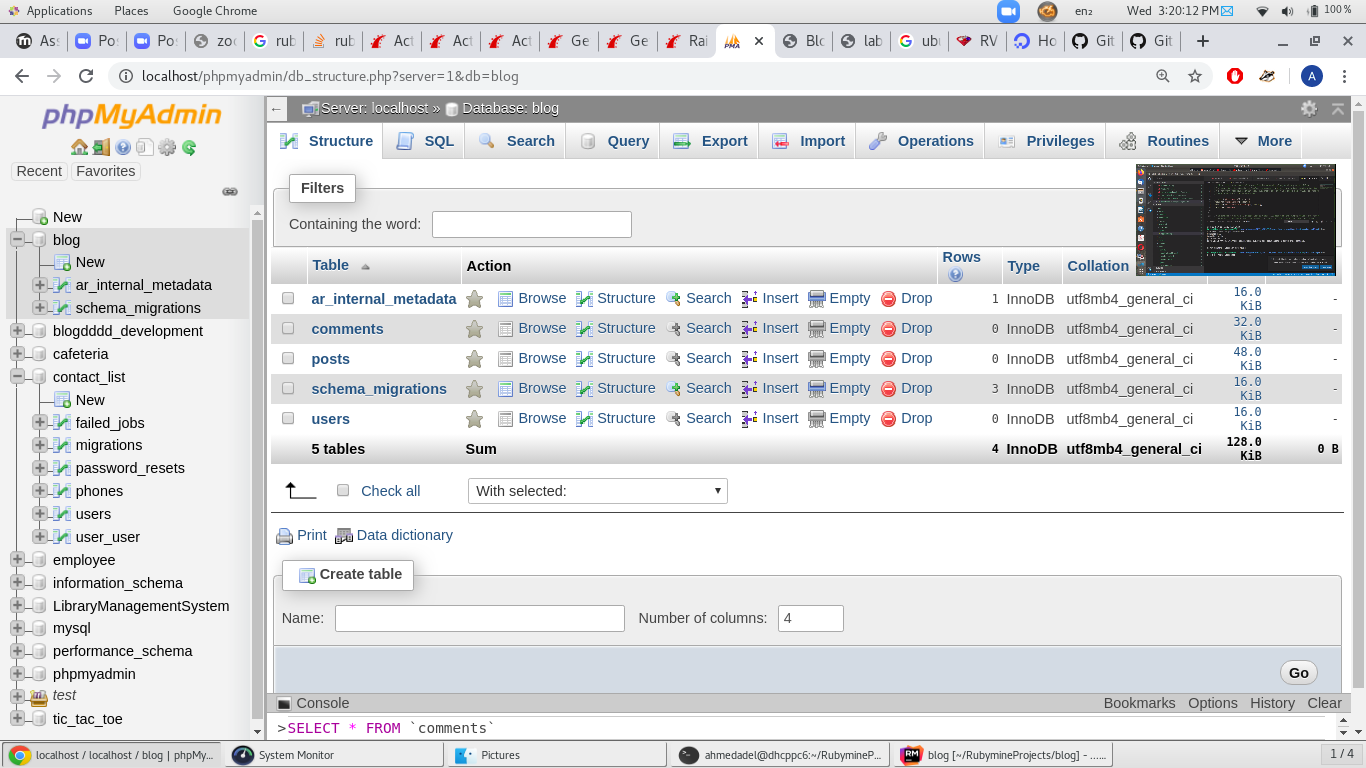 Applications Places Google Chrome en₂ Wed 3:20:12 PM 100 %
Ass Pos Pos zoo rub rub Act Act Act Ge Ge Rai PMA Blo lab ubu RV Ho Git Git
localhost/phpmyadmin/db_structure.php?server=1&db=blog A
phpMyAdmin
Recent Favorites
New
blog
New
ar_internal_metadata
schema_migrations
blogdddd_development
cafeteria
contact_list
New
failed_jobs
migrations
password_resets
phones
users
user_user
employee
information_schema
LibraryManagementSystem
mysql
performance_schema
phpmyadmin
test
tic_tac_toe
Server: localhost » Database: blog
Structure SQL Search Query Export Import Operations Privileges Routines More
Filters
Containing the word:
Table Action Rows Type Collation
ar_internal_metadata Browse Structure Search Insert Empty Drop 1 InnoDB utf8mb4_general_ci 16.0 KiB -
comments Browse Structure Search Insert Empty Drop 0 InnoDB utf8mb4_general_ci 32.0 KiB -
posts Browse Structure Search Insert Empty Drop 0 InnoDB utf8mb4_general_ci 48.0 KiB -
schema_migrations Browse Structure Search Insert Empty Drop 3 InnoDB utf8mb4_general_ci 16.0 KiB -
users Browse Structure Search Insert Empty Drop 0 InnoDB utf8mb4_general_ci 16.0 KiB -
5 tables Sum 4 InnoDB utf8mb4_general_ci 128.0 KiB 0 B
Check all With selected:
Print Data dictionary
Create table
Name: Number of columns: 4
Go
Console Bookmarks Options History Clear
>SELECT * FROM `comments`
localhost / localhost / blog | phpMy... System Monitor Pictures ahmedadel@dhcppc6:~/RubymineP... blog [~/RubymineProjects/blog] - ...... 1 / 4